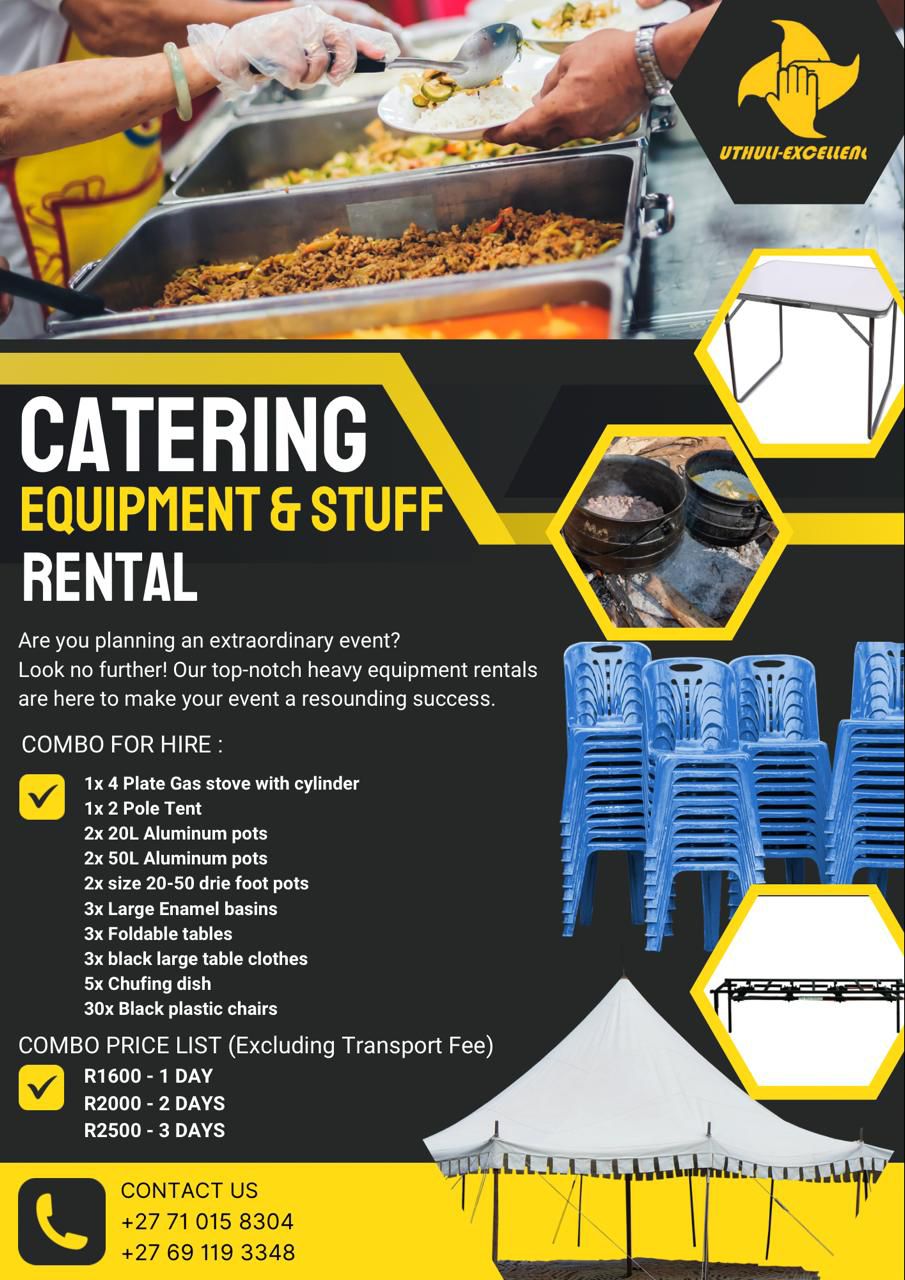 UTHULI-EXCELLENC
CATERING
EQUIPMENT & STUFF
RENTAL
Are you planning an extraordinary event?
Look no further! Our top-notch heavy equipment rentals
are here to make your event a resounding success.
COMBO FOR HIRE :
1x 4 Plate Gas stove with cylinder
1x 2 Pole Tent
2x 20L Aluminum pots
2x 50L Aluminum pots
2x size 20-50 drie foot pots
3x Large Enamel basins
3x Foldable tables
3x black large table clothes
5x Chufing dish
30x Black plastic chairs
COMBO PRICE LIST (Excluding Transport Fee)
R1600 - 1 DAY
R2000 - 2 DAYS
R2500 - 3 DAYS
CONTACT US
+27 71 015 8304
+27 69 119 3348